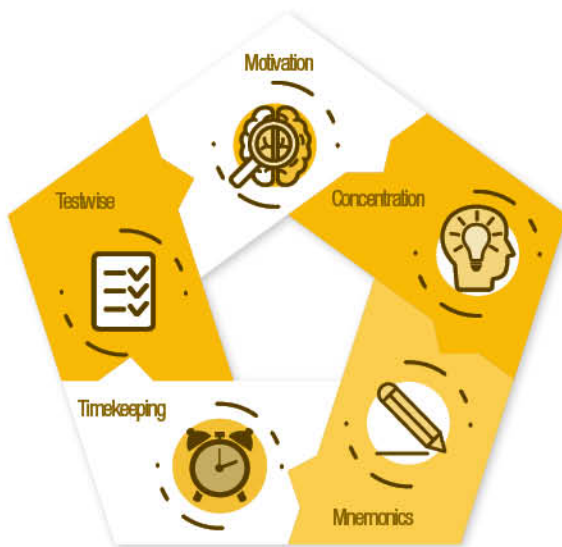 Motivation
Concentration
Testwise
Timekeeping
Mnemonics